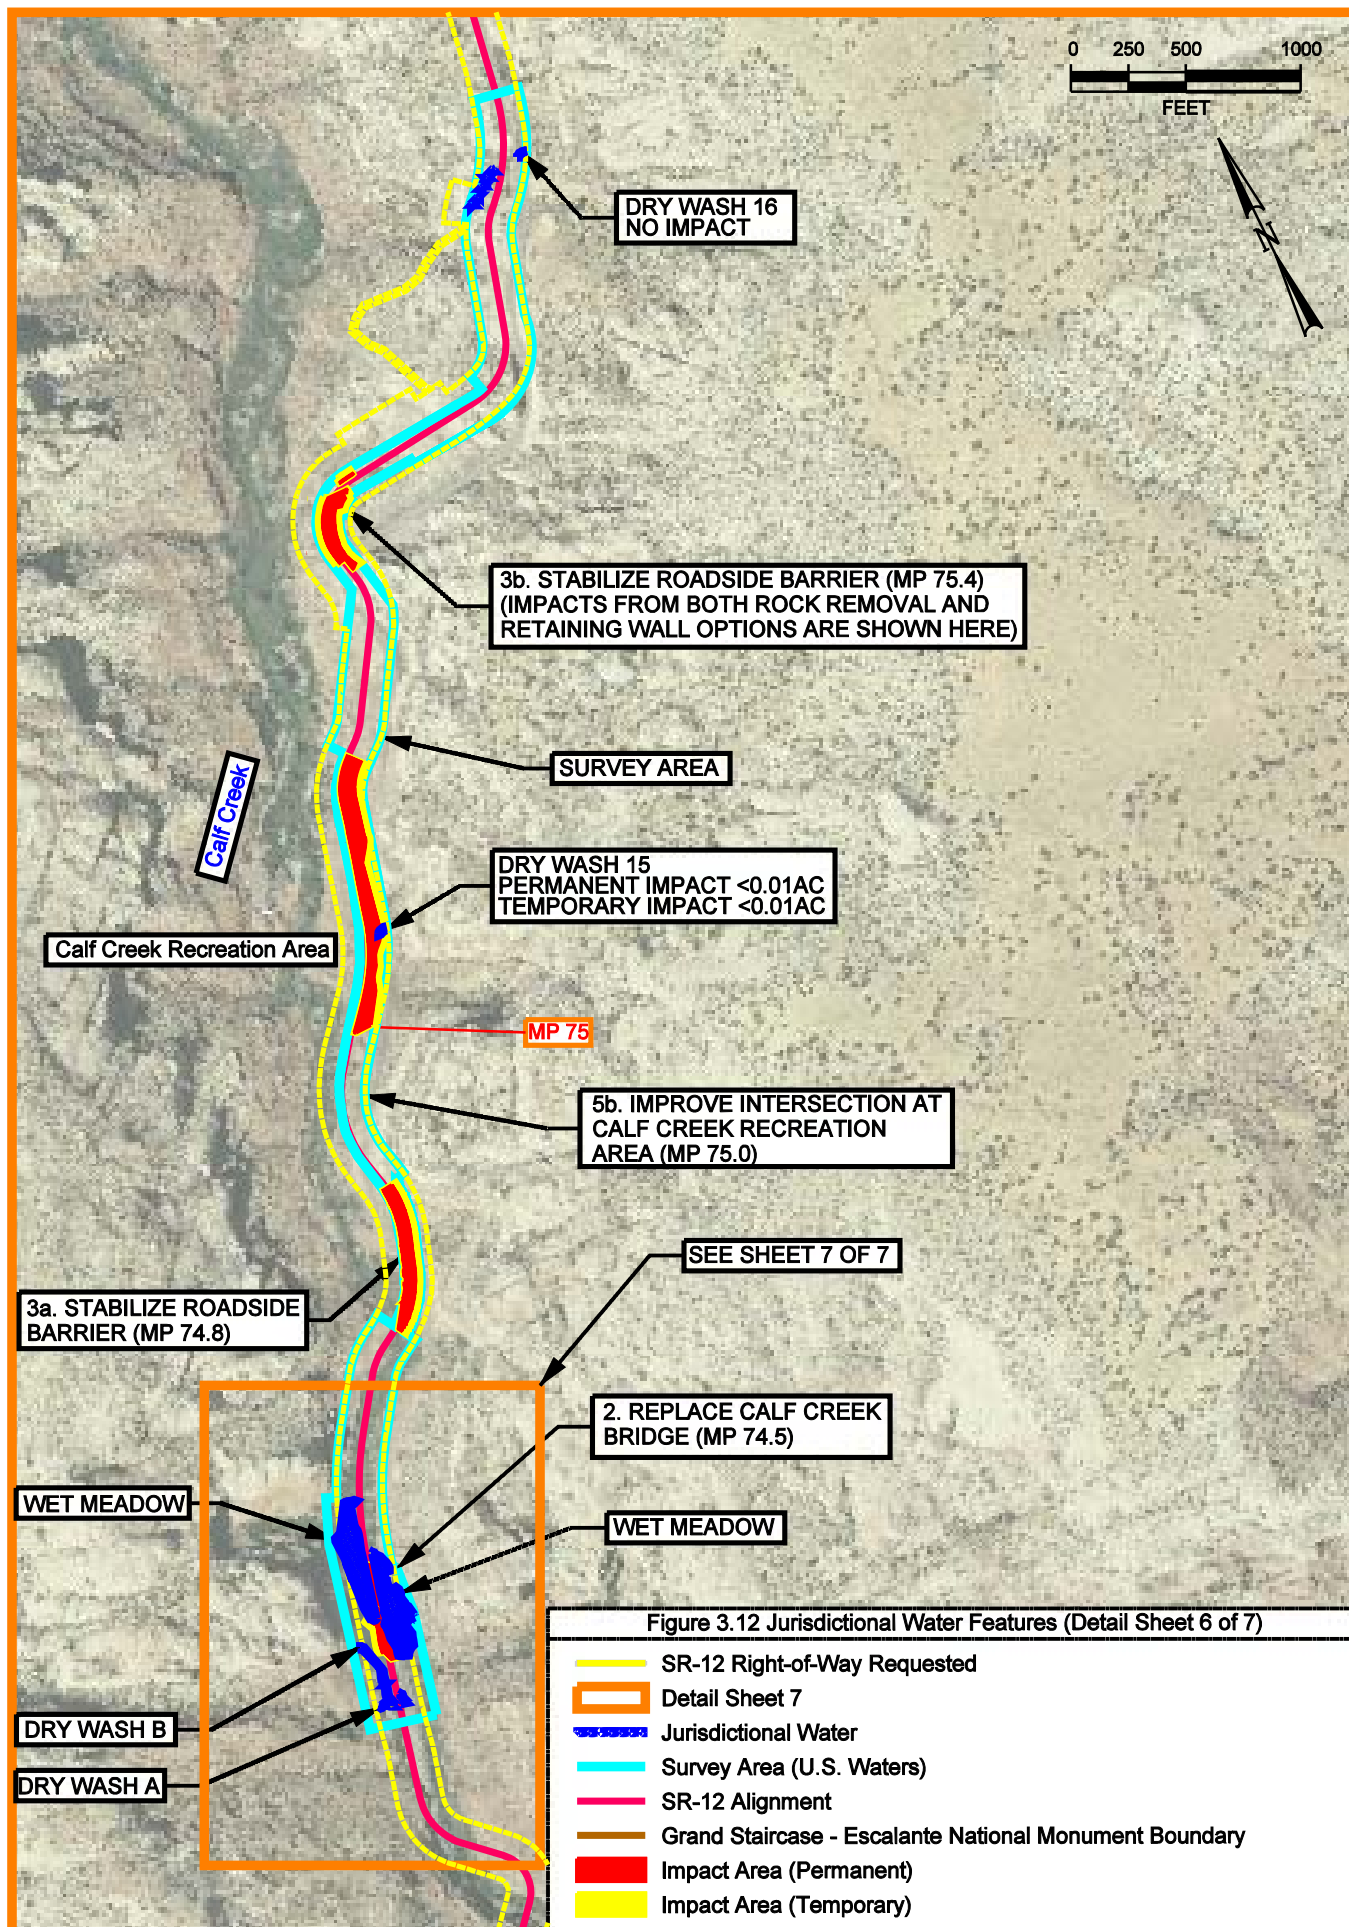 0 250 500 1000
FEET
N
DRY WASH 16
NO IMPACT
3b. STABILIZE ROADSIDE BARRIER (MP 75.4)
(IMPACTS FROM BOTH ROCK REMOVAL AND
RETAINING WALL OPTIONS ARE SHOWN HERE)
SURVEY AREA
Calf Creek
DRY WASH 15
PERMANENT IMPACT <0.01AC
TEMPORARY IMPACT <0.01AC
Calf Creek Recreation Area
MP 75
5b. IMPROVE INTERSECTION AT
CALF CREEK RECREATION
AREA (MP 75.0)
SEE SHEET 7 OF 7
3a. STABILIZE ROADSIDE
BARRIER (MP 74.8)
2. REPLACE CALF CREEK
BRIDGE (MP 74.5)
WET MEADOW
WET MEADOW
DRY WASH B
DRY WASH A
Figure 3.12 Jurisdictional Water Features (Detail Sheet 6 of 7)
SR-12 Right-of-Way Requested
Detail Sheet 7
Jurisdictional Water
Survey Area (U.S. Waters)
SR-12 Alignment
Grand Staircase - Escalante National Monument Boundary
Impact Area (Permanent)
Impact Area (Temporary)